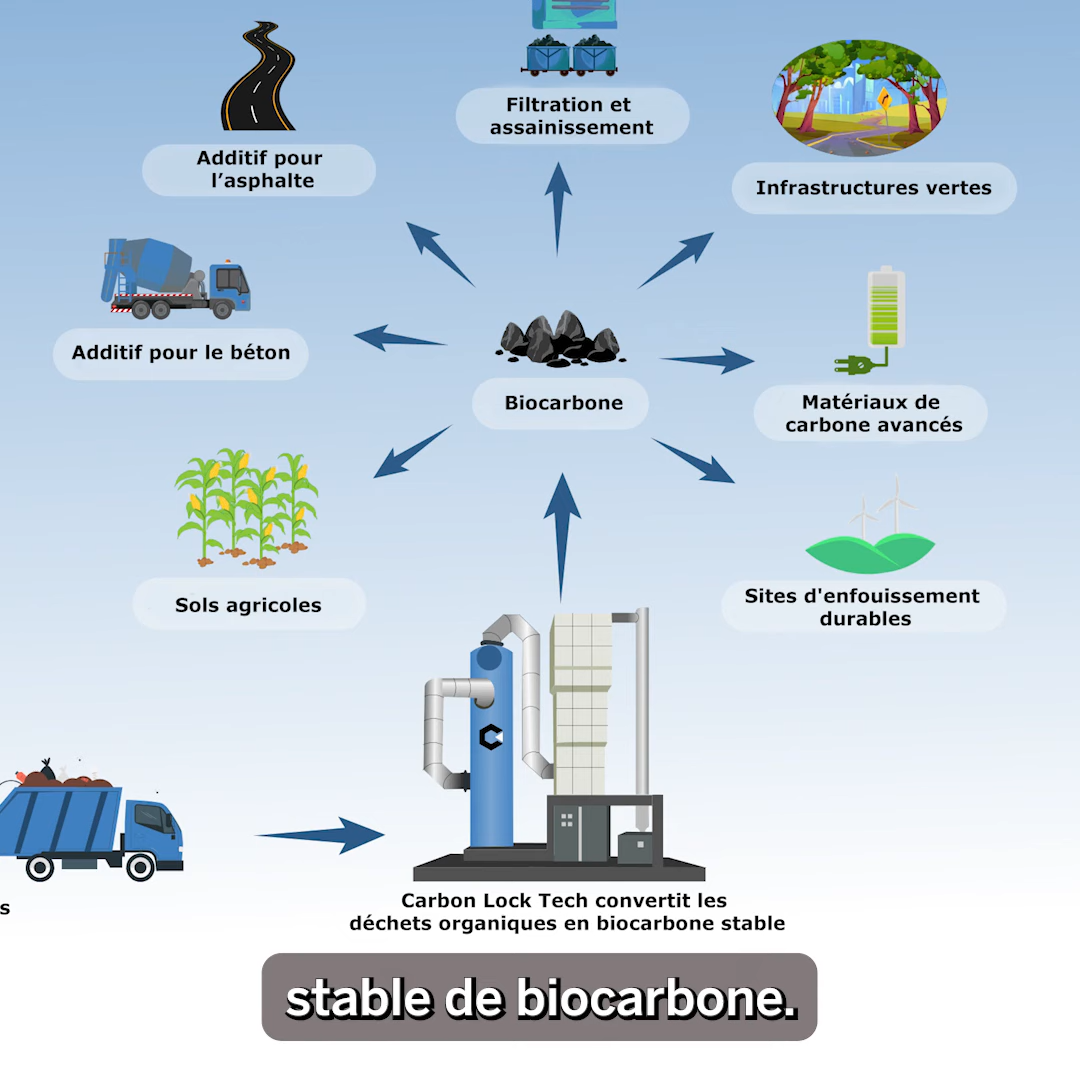 Filtration et
assainissement
Additif pour
l’asphalte
Infrastructures vertes
Additif pour le béton
Biocarbone
Matériaux de
carbone avancés
Sols agricoles
Sites d'enfouissement
durables
s
Carbon Lock Tech convertit les
déchets organiques en biocarbone stable
stable de biocarbone.